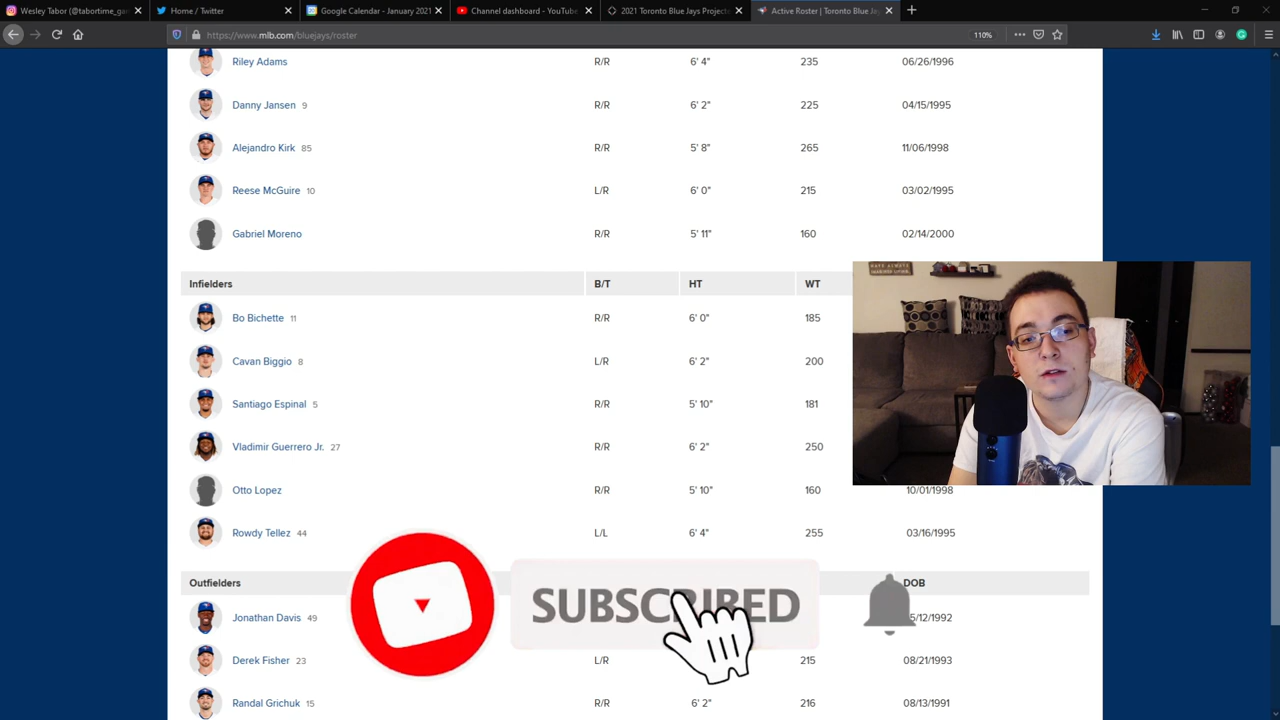 Wesley Tabor (@tabortime_gam
Home / Twitter
Google Calendar - January 2021
Channel dashboard - YouTube
2021 Toronto Blue Jays Projecte
Active Roster | Toronto Blue Jay
https://www.mlb.com/bluejays/roster
110%
Riley Adams R/R 6' 4" 235 06/26/1996
Danny Jansen 9 R/R 6' 2" 225 04/15/1995
Alejandro Kirk 85 R/R 5' 8" 265 11/06/1998
Reese McGuire 10 L/R 6' 0" 215 03/02/1995
Gabriel Moreno R/R 5' 11" 160 02/14/2000
Infielders B/T HT WT
Bo Bichette 11 R/R 6' 0" 185
Cavan Biggio 8 L/R 6' 2" 200
Santiago Espinal 5 R/R 5' 10" 181
Vladimir Guerrero Jr. 27 R/R 6' 2" 250
Otto Lopez R/R 5' 10" 160 10/01/1998
Rowdy Tellez 44 L/L 6' 4" 255 03/16/1995
Outfielders DOB
Jonathan Davis 49 5/12/1992
SUBSCRIBED
Derek Fisher 23 L/R 215 08/21/1993
Randal Grichuk 15 R/R 6' 2" 216 08/13/1991